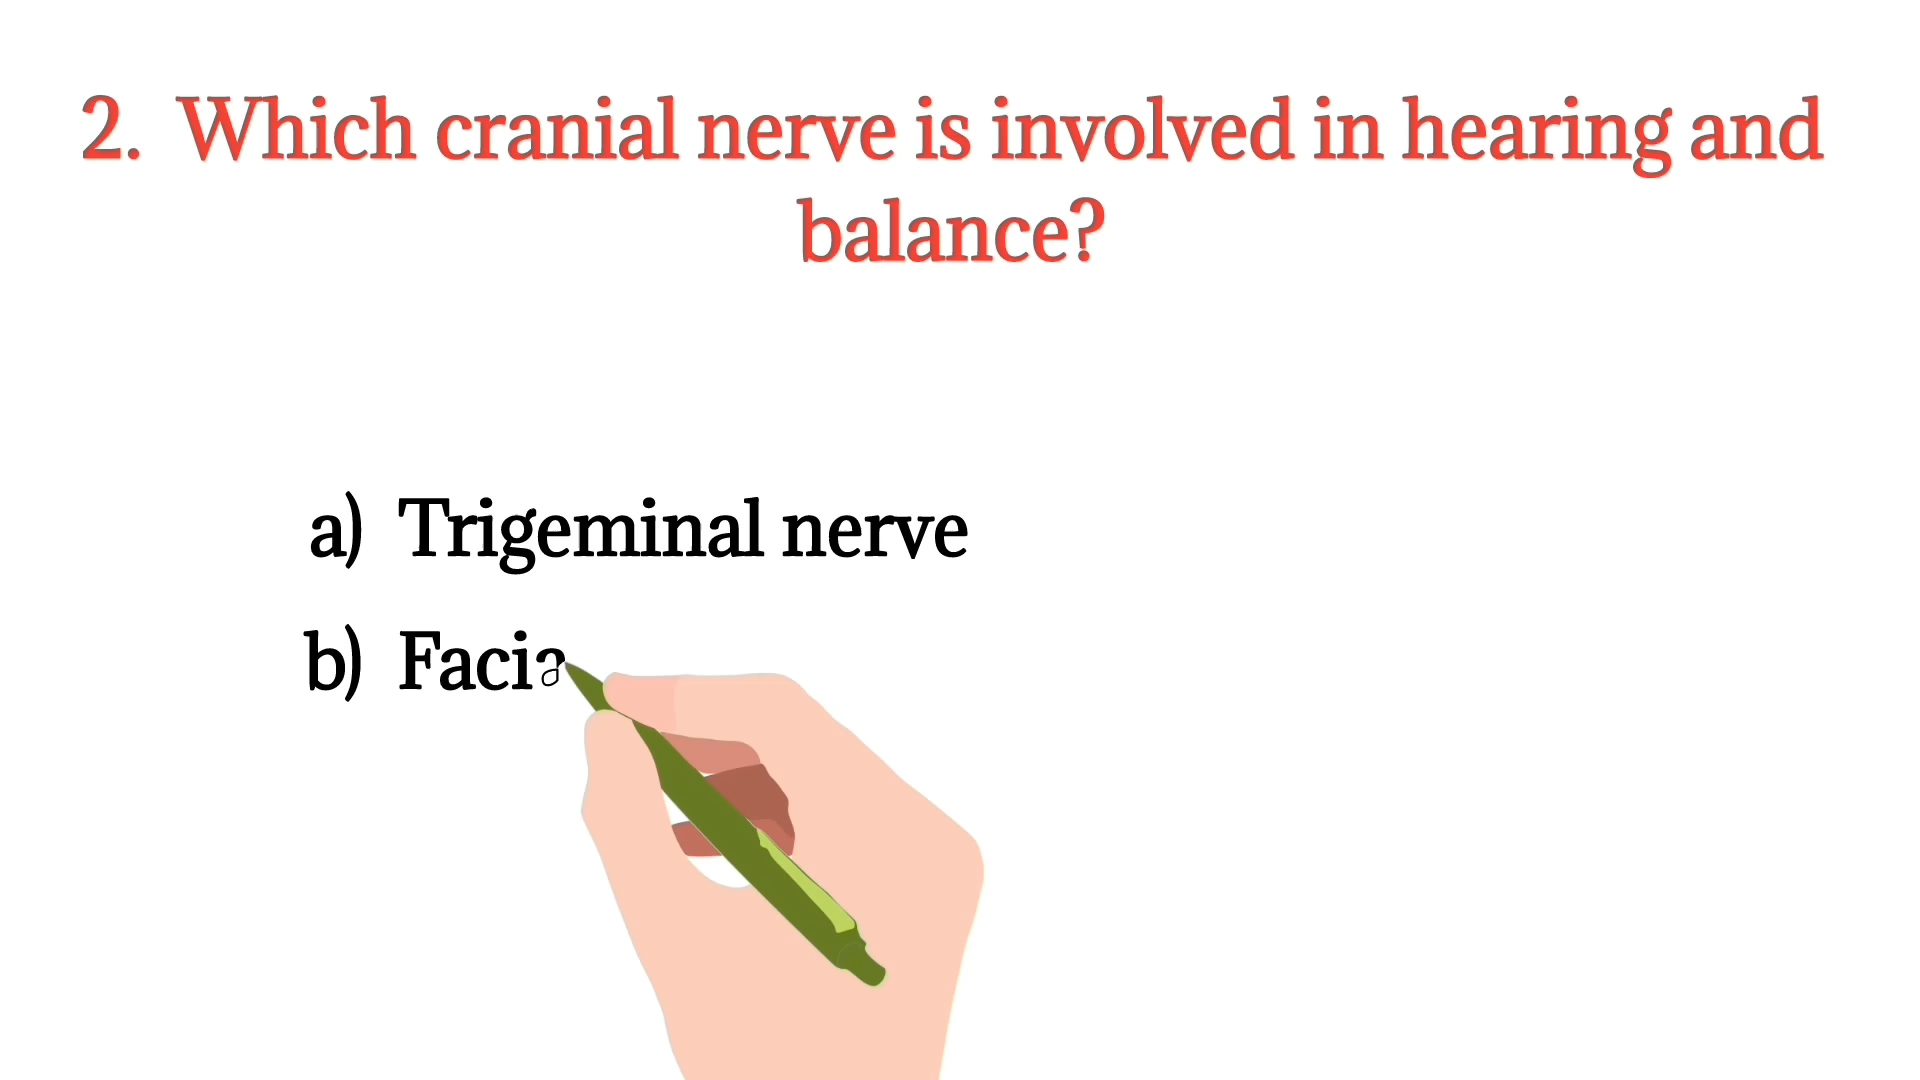 2. Which cranial nerve is involved in hearing and
balance?
a) Trigeminal nerve
b) Facia